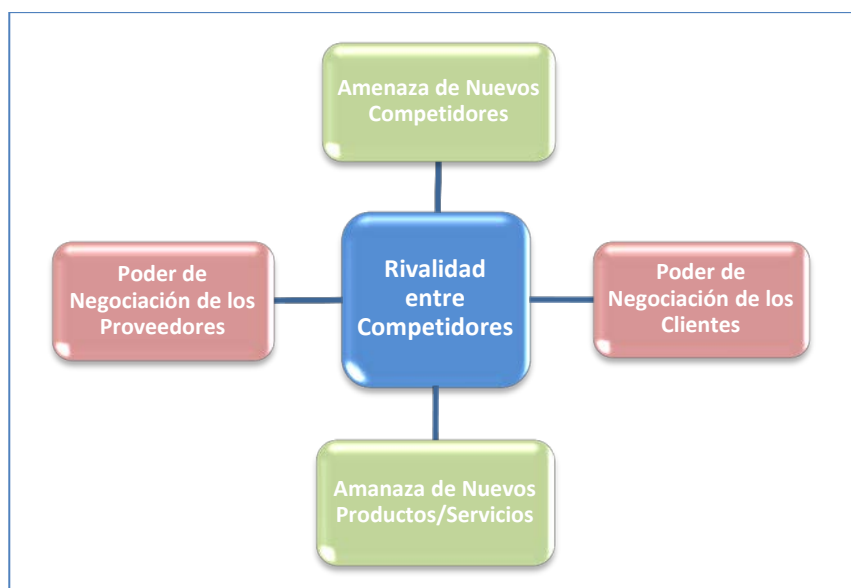 Amenaza de Nuevos
Competidores
Poder de
Negociación de los
Proveedores
Rivalidad
entre
Competidores
Poder de
Negociación de los
Clientes
Amanaza de Nuevos
Productos/Servicios